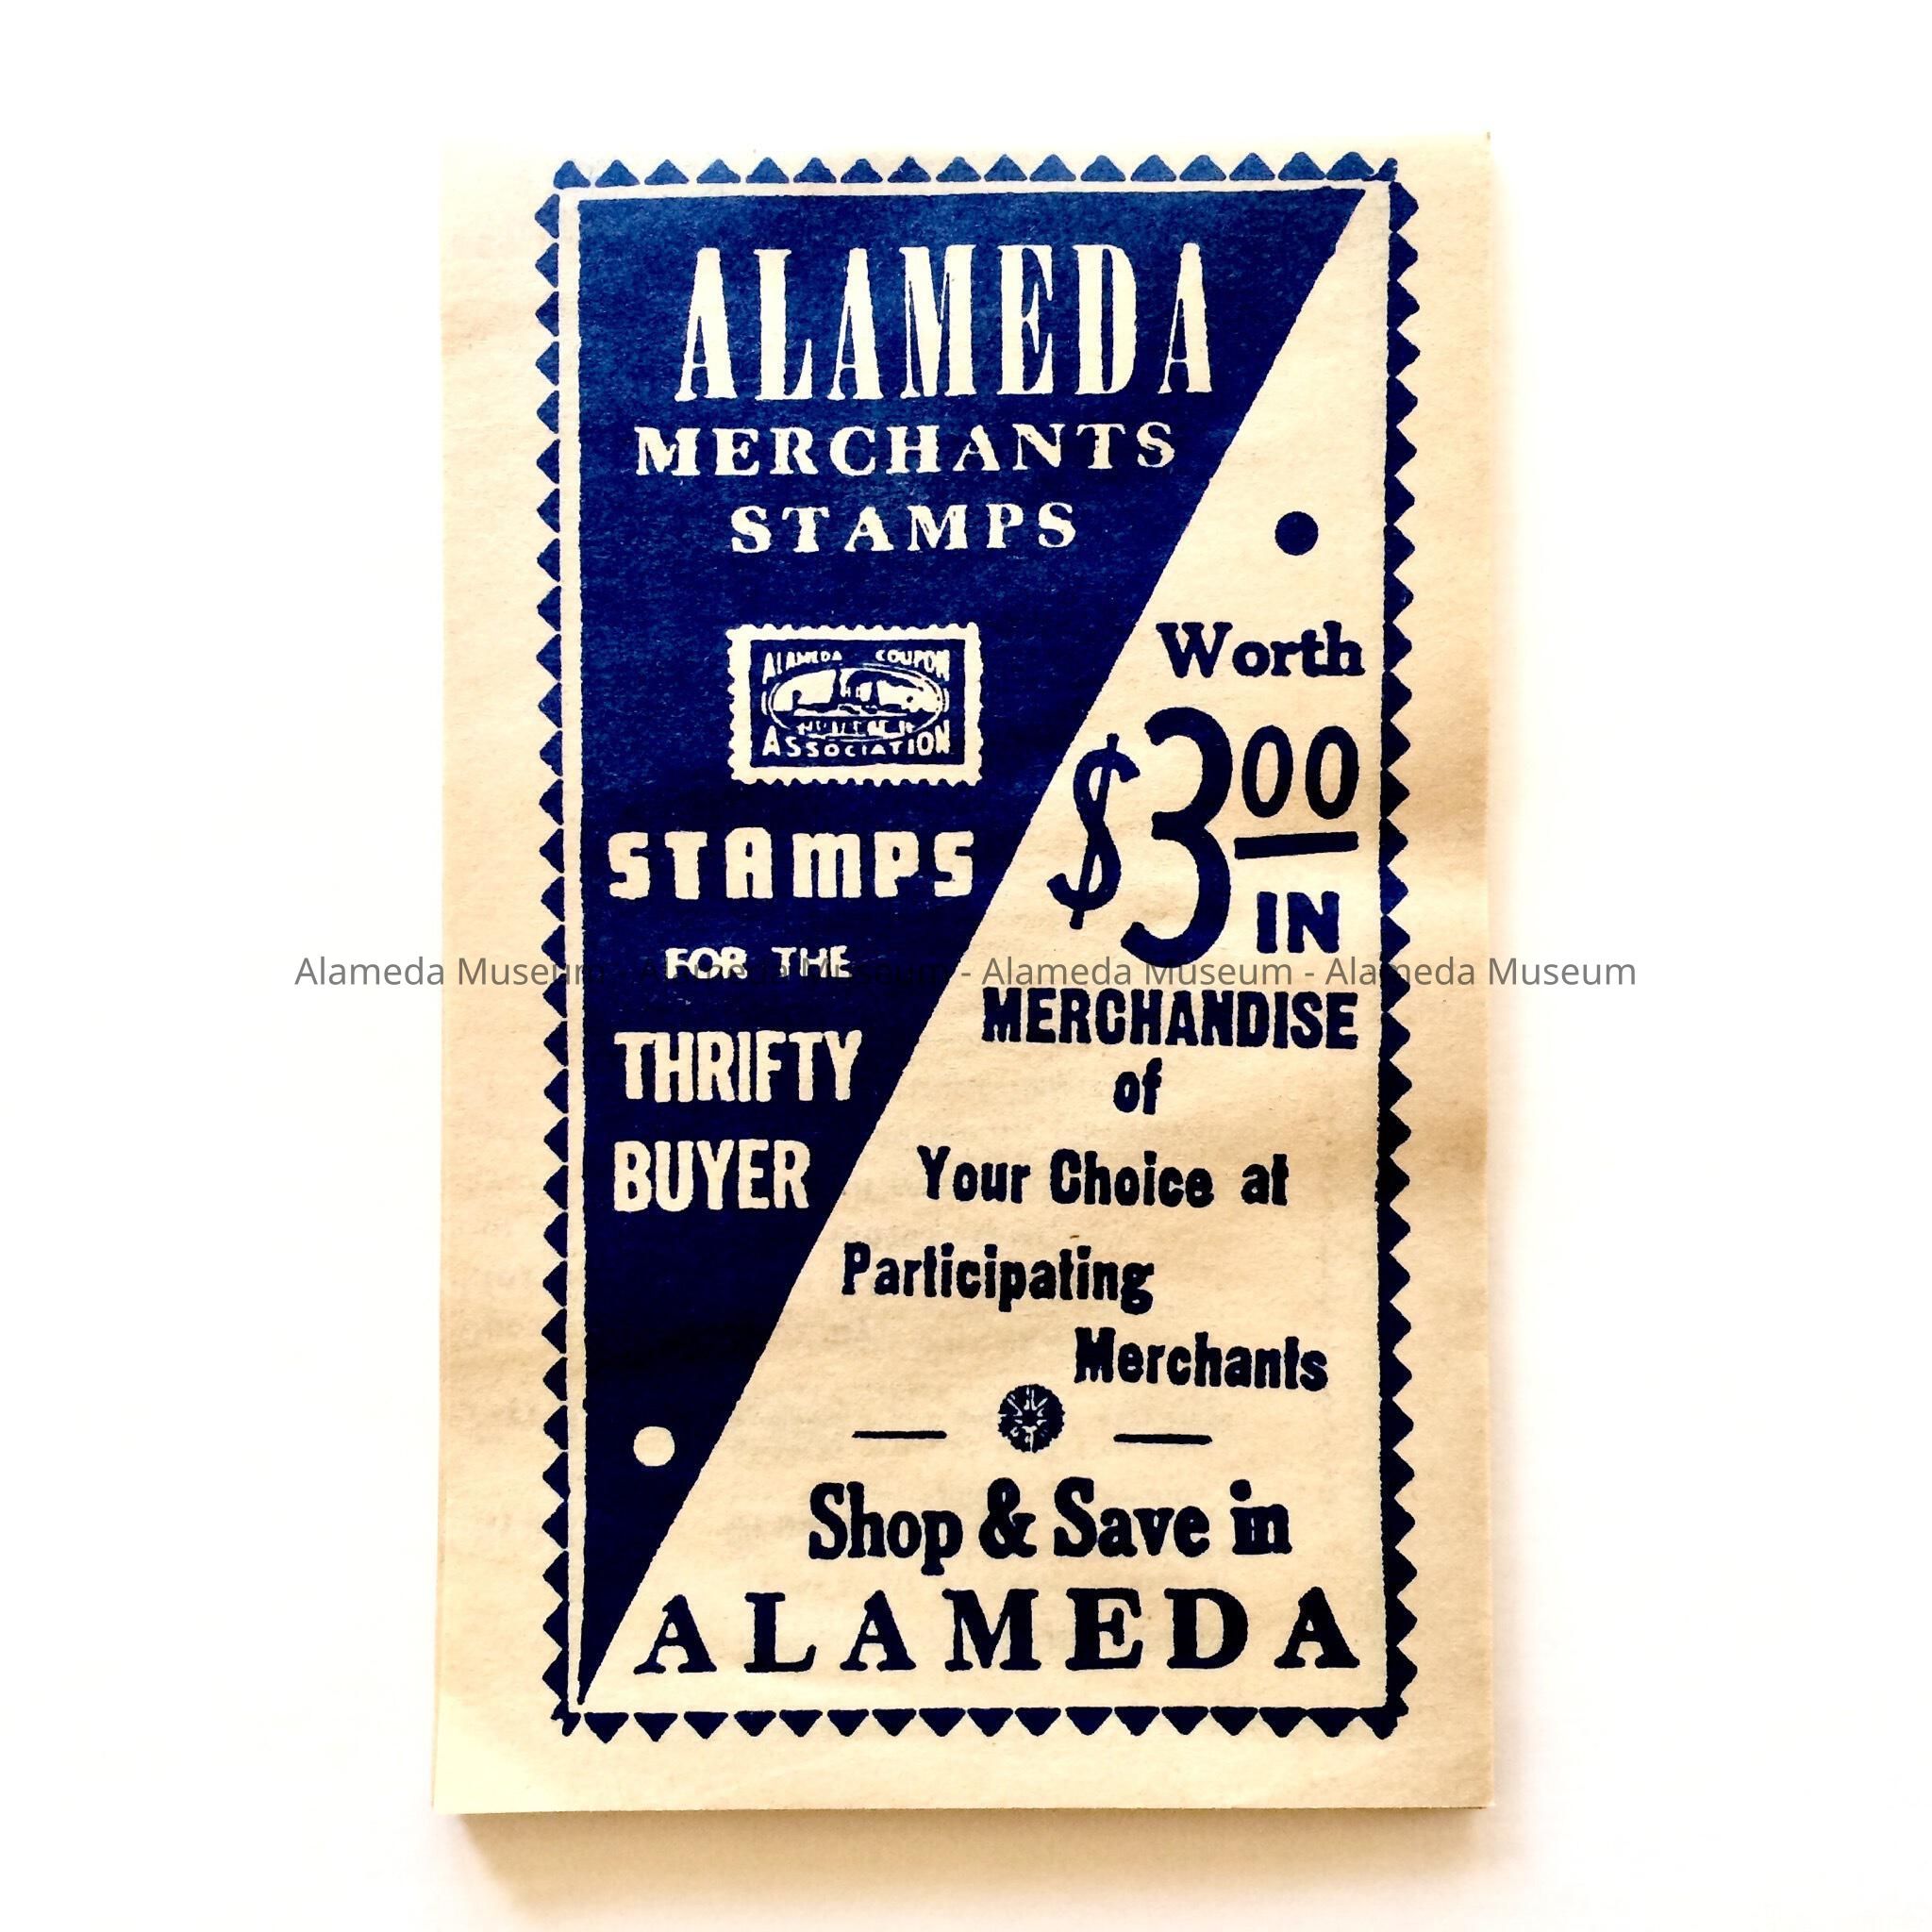 ALAMEDA
MERCHANTS
STAMPS
ALAMEDA COUPON
ASSOCIATION
STAMPS
FOR THE
THRIFTY
BUYER
Worth
$3.00
IN
MERCHANDISE
of
Your Choice at
Participating
Merchants
Shop & Save in
ALAMEDA
Alameda Museum - Alameda Museum - Alameda Museum - Alameda Museum